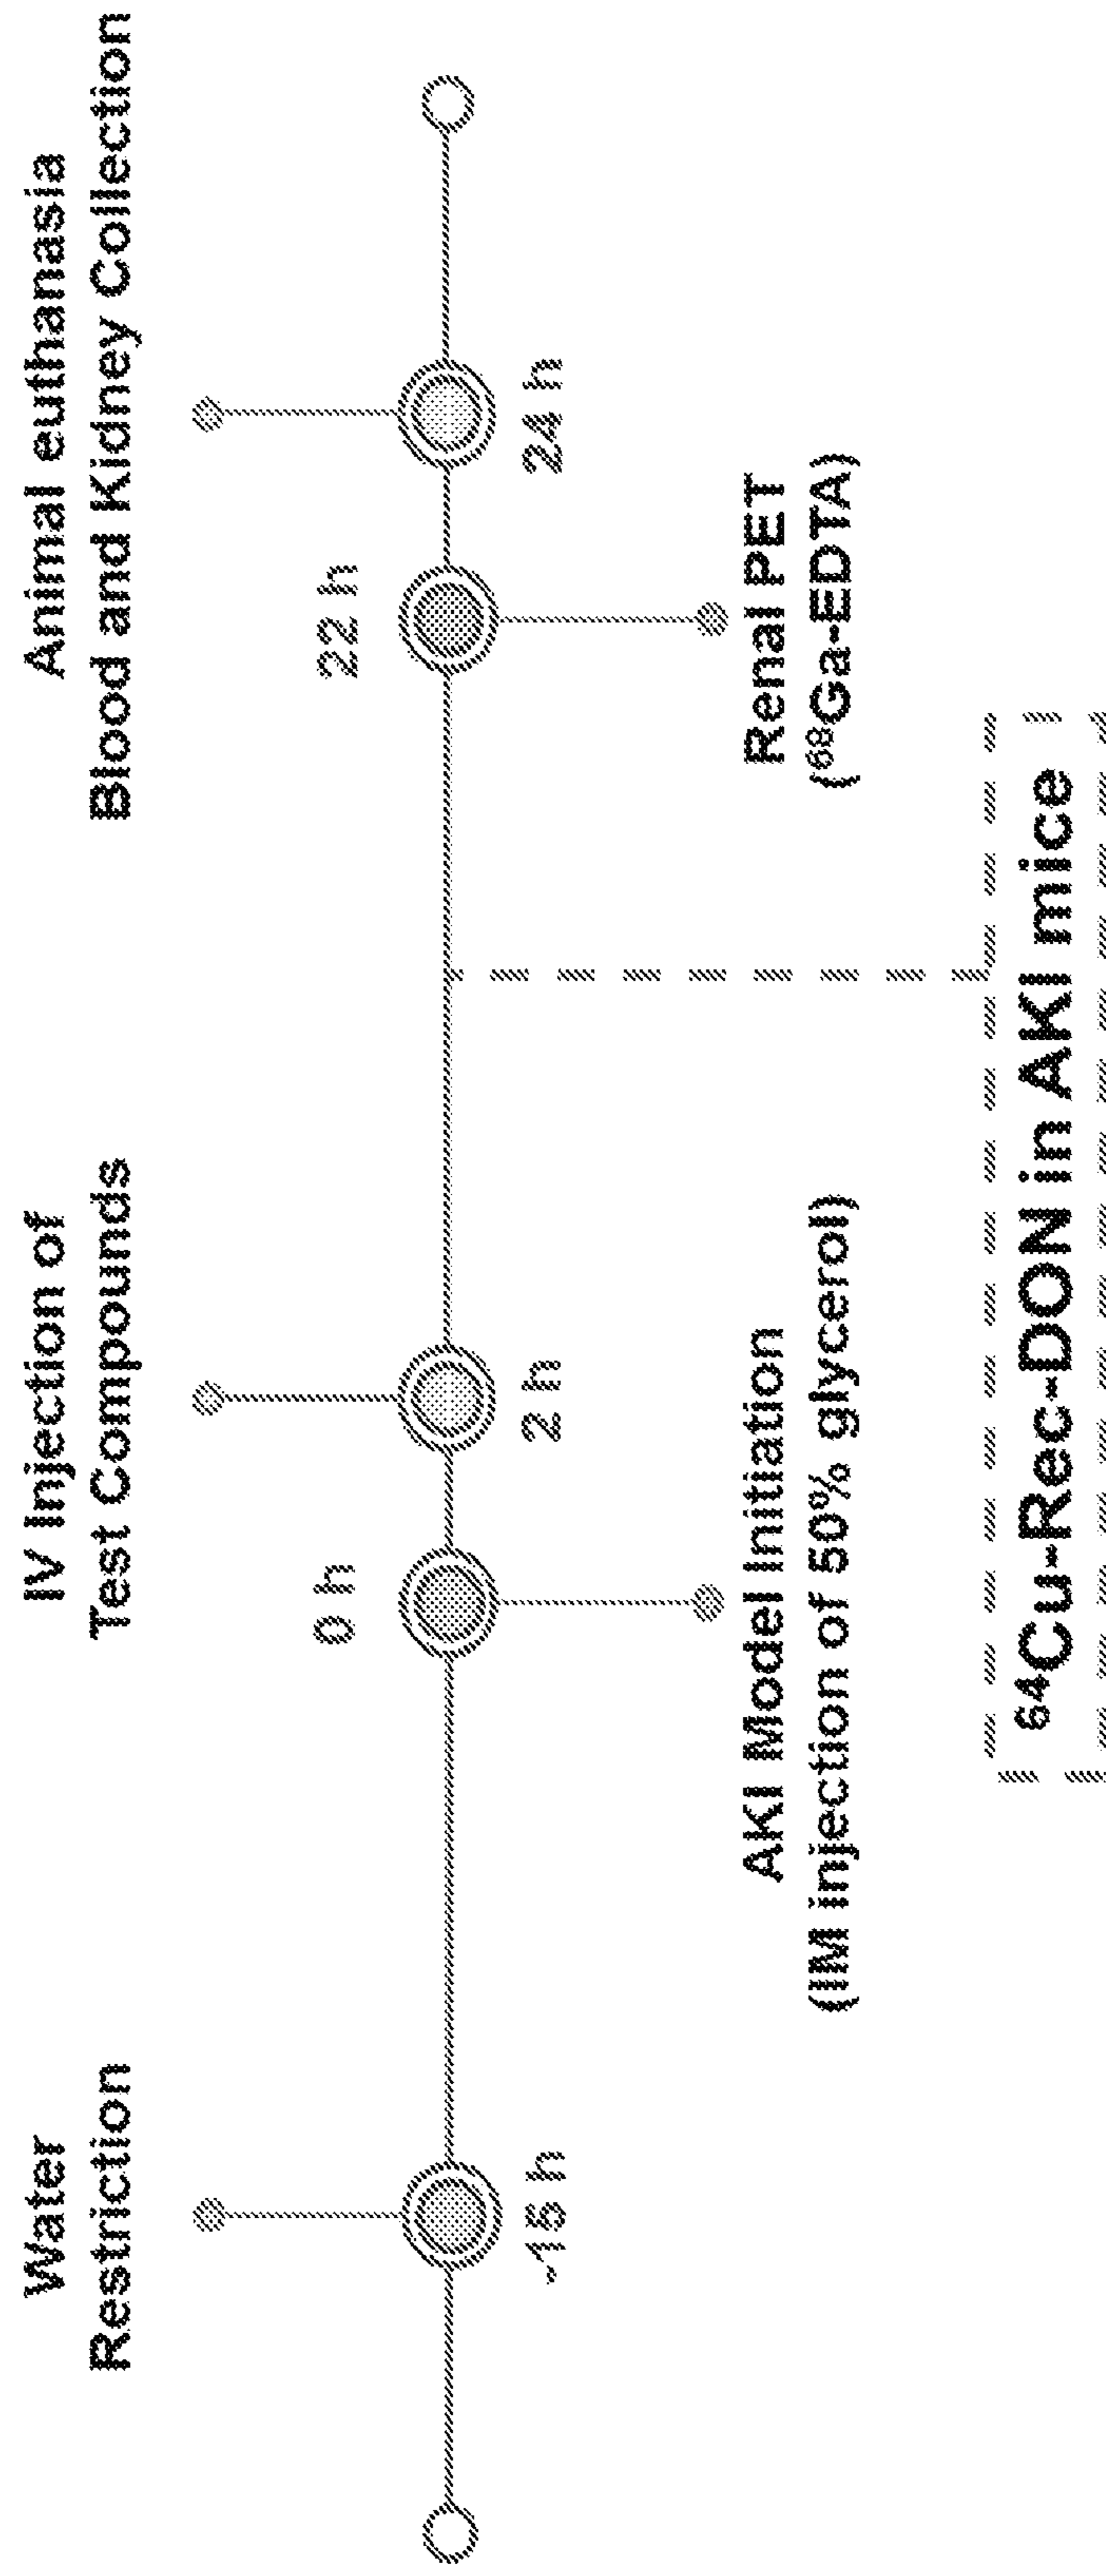 Water
Restriction
-15 h
0 h
AKI Model Initiation
(IM injection of 50% glycerol)
IV Injection of
Test Compounds
2 h
22 h
Renal PET
(⁶⁸Ga-EDTA)
Animal euthanasia
Blood and Kidney Collection
24 h
⁶⁴Cu-Rec-DON in AKI mice